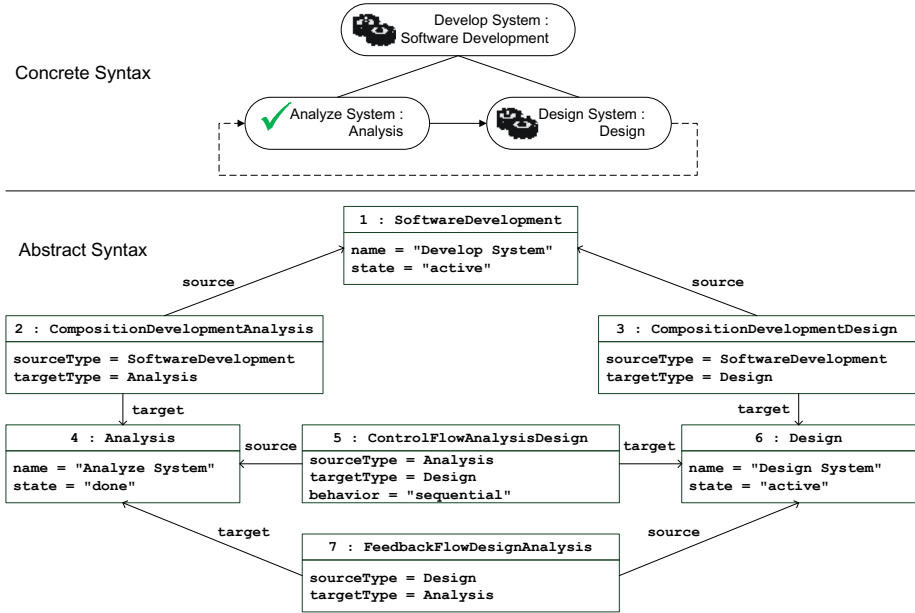 Concrete Syntax
Develop System :
Software Development
Analyze System :
Analysis
Design System :
Design
Abstract Syntax
1 : SoftwareDevelopment
name = "Develop System"
state = "active"
source
source
2 : CompositionDevelopmentAnalysis
sourceType = SoftwareDevelopment
targetType = Analysis
3 : CompositionDevelopmentDesign
sourceType = SoftwareDevelopment
targetType = Design
target
target
4 : Analysis
name = "Analyze System"
state = "done"
source
5 : ControlFlowAnalysisDesign
sourceType = Analysis
targetType = Design
behavior = "sequential"
target
6 : Design
name = "Design System"
state = "active"
target
source
7 : FeedbackFlowDesignAnalysis
sourceType = Design
targetType = Analysis